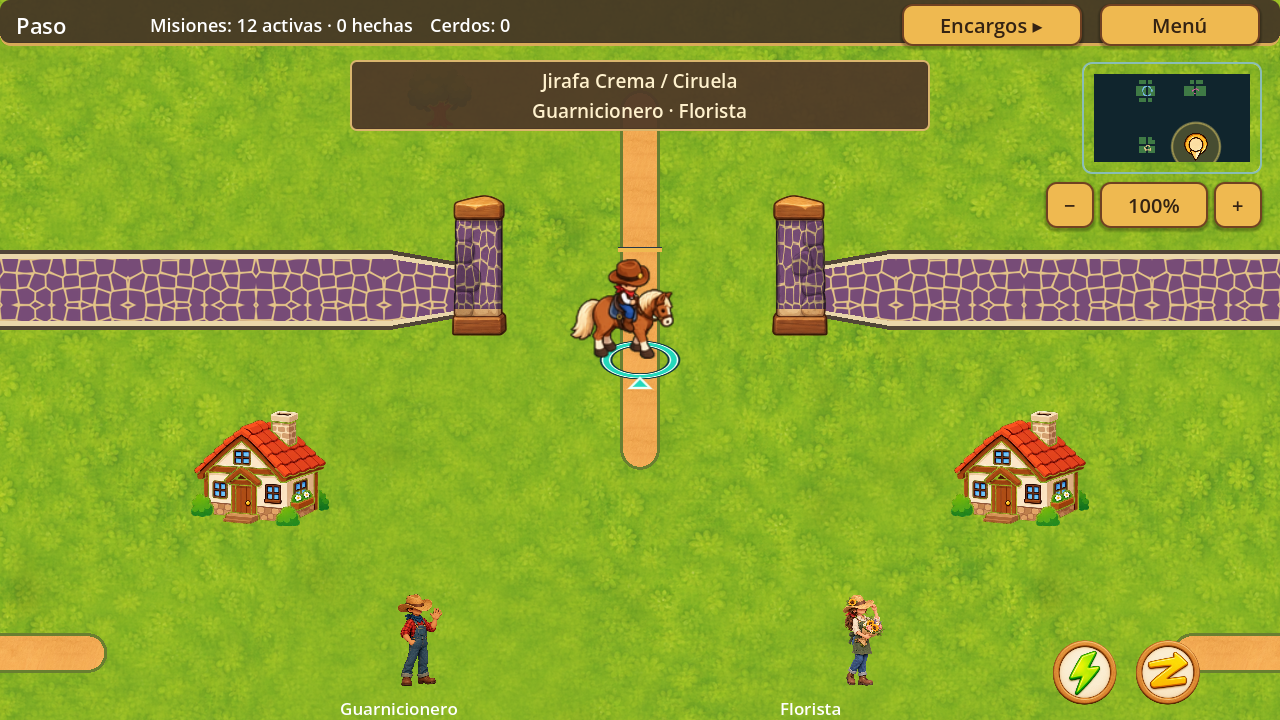 Paso
Misiones: 12 activas · 0 hechas
Cerdos: 0
Encargos ▸
Menú
Jirafa Crema / Ciruela
Guarnicionero · Florista
−
100%
+
Guarnicionero
Florista